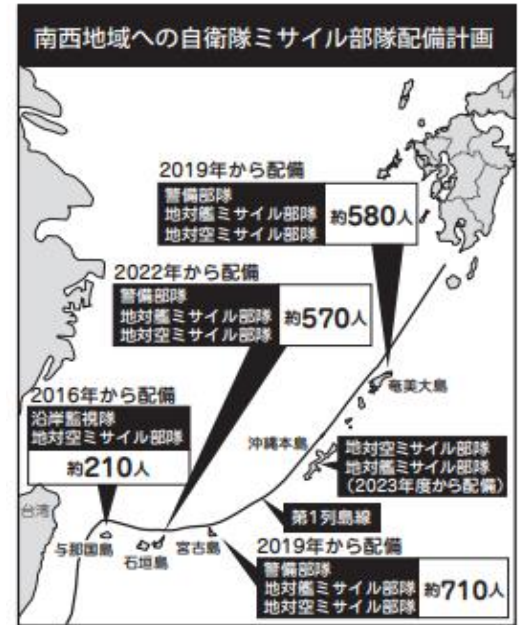 南西地域への自衛隊ミサイル部隊配備計画
2019年から配備
警備部隊
地対艦ミサイル部隊
地対空ミサイル部隊
約580人
2022年から配備
警備部隊
地対艦ミサイル部隊
地対空ミサイル部隊
約570人
奄美大島
2016年から配備
沿岸監視隊
地対空ミサイル部隊
約210人
沖縄本島
地対空ミサイル部隊
地対艦ミサイル部隊
(2023年度から配備)
台湾
第1列島線
与那国島
石垣島
宮古島
2019年から配備
警備部隊
地対艦ミサイル部隊
地対空ミサイル部隊
約710人